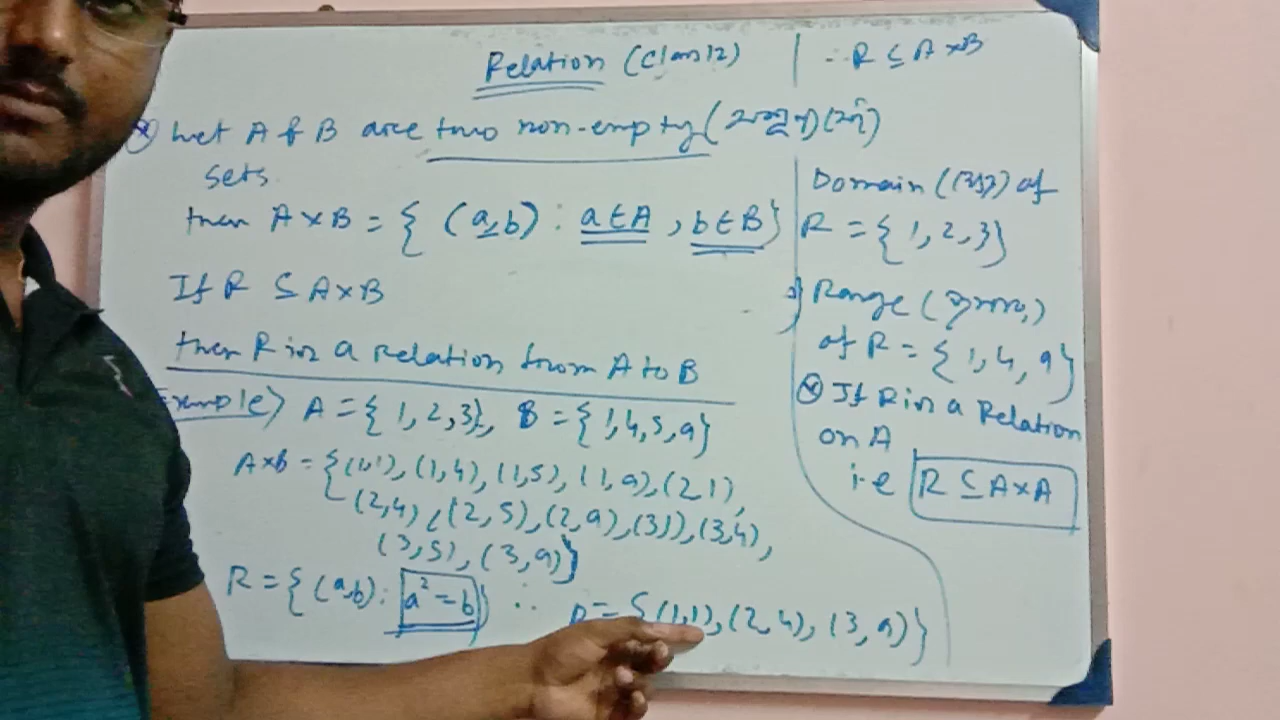 Relation (Class 12)
∴ R ⊆ A×B
Let A & B are two non-empty (
sets
then A×B = { (a,b) : a∈A , b∈B}
If R ⊆ A×B
then R is a Relation from A to B
Example> A = {1, 2, 3}, B = {1, 4, 5, 9}
A×B = {(1,1), (1,4), (1,5), (1,9), (2,1),
(2,4), (2,5), (2,9), (3,1), (3,4),
(3,5), (3,9)}
R = {(a,b) : a² = b} ∴ R = {(1,1), (2,4), (3,9)}
Domain of
R = {1, 2, 3}
Range
of R = {1, 4, 9}
If R is a Relation
on A
i.e R ⊆ A×A